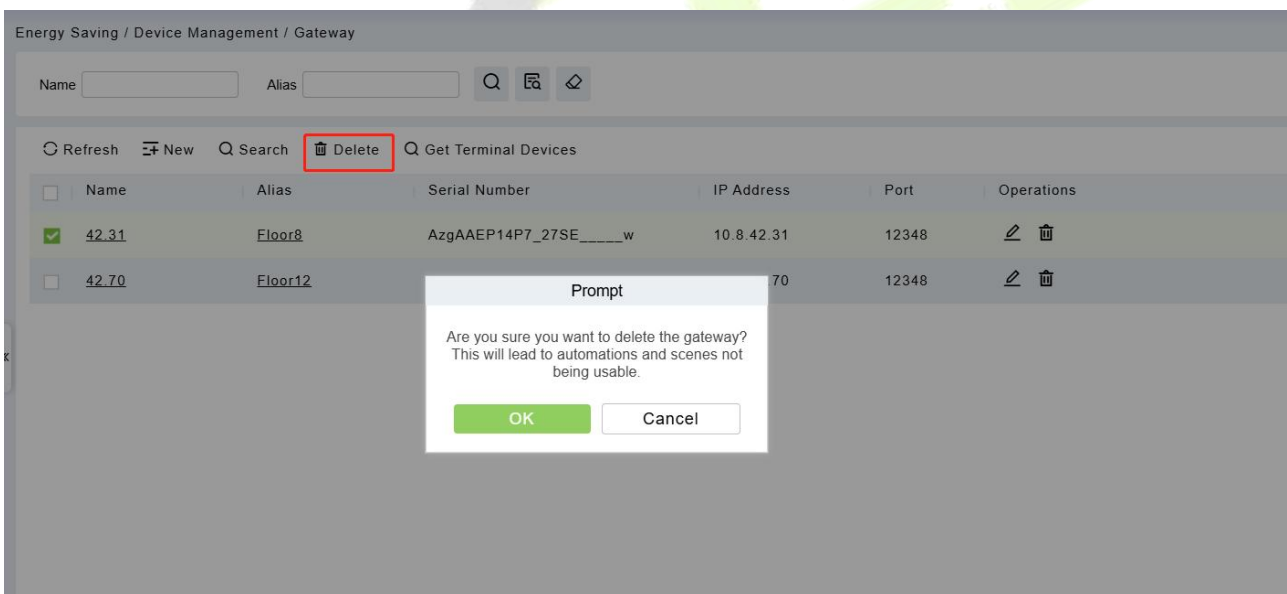 Energy Saving / Device Management / Gateway
Name Alias
Refresh New Search Delete Get Terminal Devices
Name Alias Serial Number IP Address Port Operations
42.31 Floor8 AzgAAEP14P7_27SE_____w 10.8.42.31 12348
42.70 Floor12 .70 12348
Prompt
Are you sure you want to delete the gateway?
This will lead to automations and scenes not
being usable.
OK Cancel